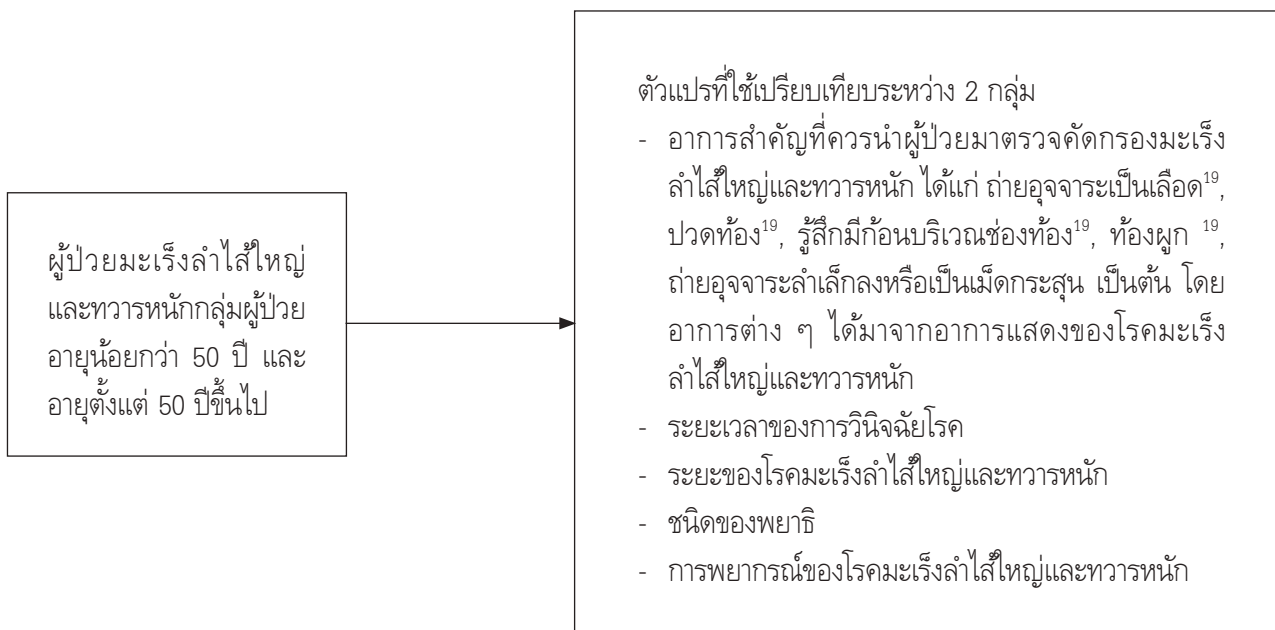 ผู้ป่วยมะเร็งลำไส้ใหญ่
และทวารหนักกลุ่มผู้ป่วย
อายุน้อยกว่า 50 ปี และ
อายุตั้งแต่ 50 ปีขึ้นไป
ตัวแปรที่ใช้เปรียบเทียบระหว่าง 2 กลุ่ม
- อาการสำคัญที่ควรนำผู้ป่วยมาตรวจคัดกรองมะเร็ง
ลำไส้ใหญ่และทวารหนัก ได้แก่ ถ่ายอุจจาระเป็นเลือด¹⁹,
ปวดท้อง¹⁹, รู้สึกมีก้อนบริเวณช่องท้อง¹⁹, ท้องผูก ¹⁹,
ถ่ายอุจจาระลำเล็กลงหรือเป็นเม็ดกระสุน เป็นต้น โดย
อาการต่าง ๆ ได้มาจากอาการแสดงของโรคมะเร็ง
ลำไส้ใหญ่และทวารหนัก
- ระยะเวลาของการวินิจฉัยโรค
- ระยะของโรคมะเร็งลำไส้ใหญ่และทวารหนัก
- ชนิดของพยาธิ
- การพยากรณ์ของโรคมะเร็งลำไส้ใหญ่และทวารหนัก